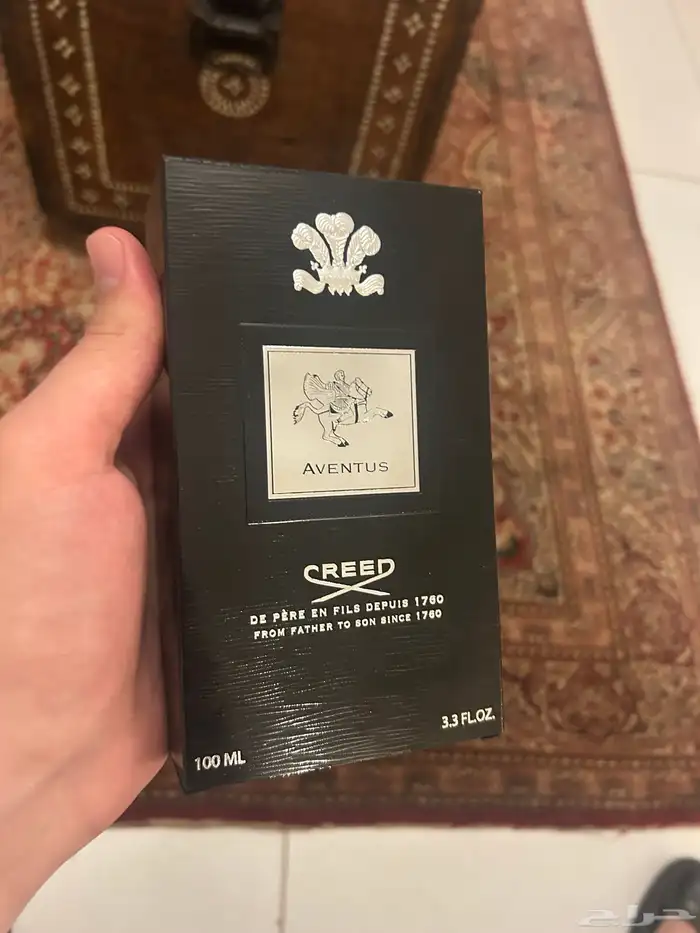 AVENTUS
CREED
DE PÈRE EN FILS DEPUIS 1760
FROM FATHER TO SON SINCE 1760
3.3 FL.OZ.
100 ML
حراج